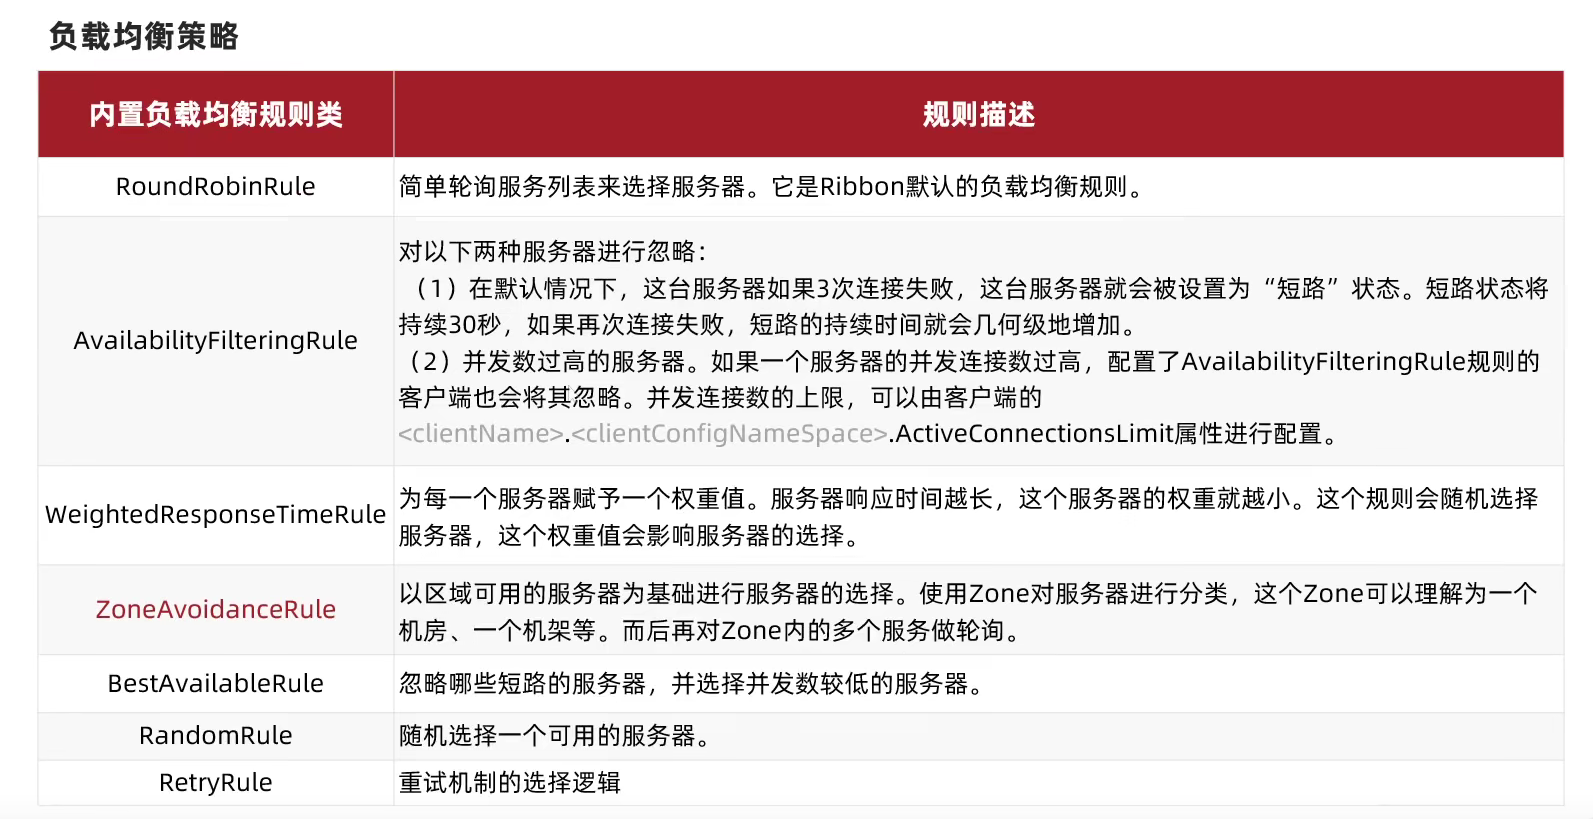 负载均衡策略
内置负载均衡规则类
规则描述
RoundRobinRule
简单轮询服务列表来选择服务器。它是Ribbon默认的负载均衡规则。
AvailabilityFilteringRule
对以下两种服务器进行忽略：
（1）在默认情况下，这台服务器如果3次连接失败，这台服务器就会被设置为“短路”状态。短路状态将
持续30秒，如果再次连接失败，短路的持续时间就会几何级地增加。
（2）并发数过高的服务器。如果一个服务器的并发连接数过高，配置了AvailabilityFilteringRule规则的
客户端也会将其忽略。并发连接数的上限，可以由客户端的
<clientName>.<clientConfigNameSpace>.ActiveConnectionsLimit属性进行配置。
WeightedResponseTimeRule
为每一个服务器赋予一个权重值。服务器响应时间越长，这个服务器的权重就越小。这个规则会随机选择
服务器，这个权重值会影响服务器的选择。
ZoneAvoidanceRule
以区域可用的服务器为基础进行服务器的选择。使用Zone对服务器进行分类，这个Zone可以理解为一个
机房、一个机架等。而后再对Zone内的多个服务做轮询。
BestAvailableRule
忽略哪些短路的服务器，并选择并发数较低的服务器。
RandomRule
随机选择一个可用的服务器。
RetryRule
重试机制的选择逻辑